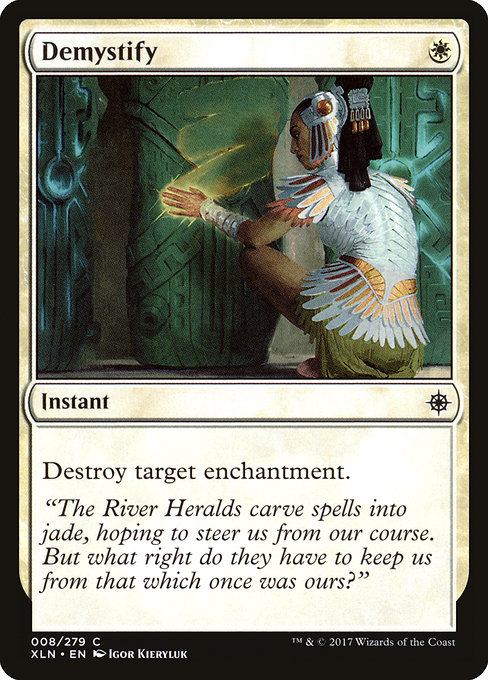 Demystify
Instant
Destroy target enchantment.
“The River Heralds carve spells into
jade, hoping to steer us from our course.
But what right do they have to keep us
from that which once was ours?”
008/279 C
XLN • EN Igor Kieryluk
™ & © 2017 Wizards of the Coast